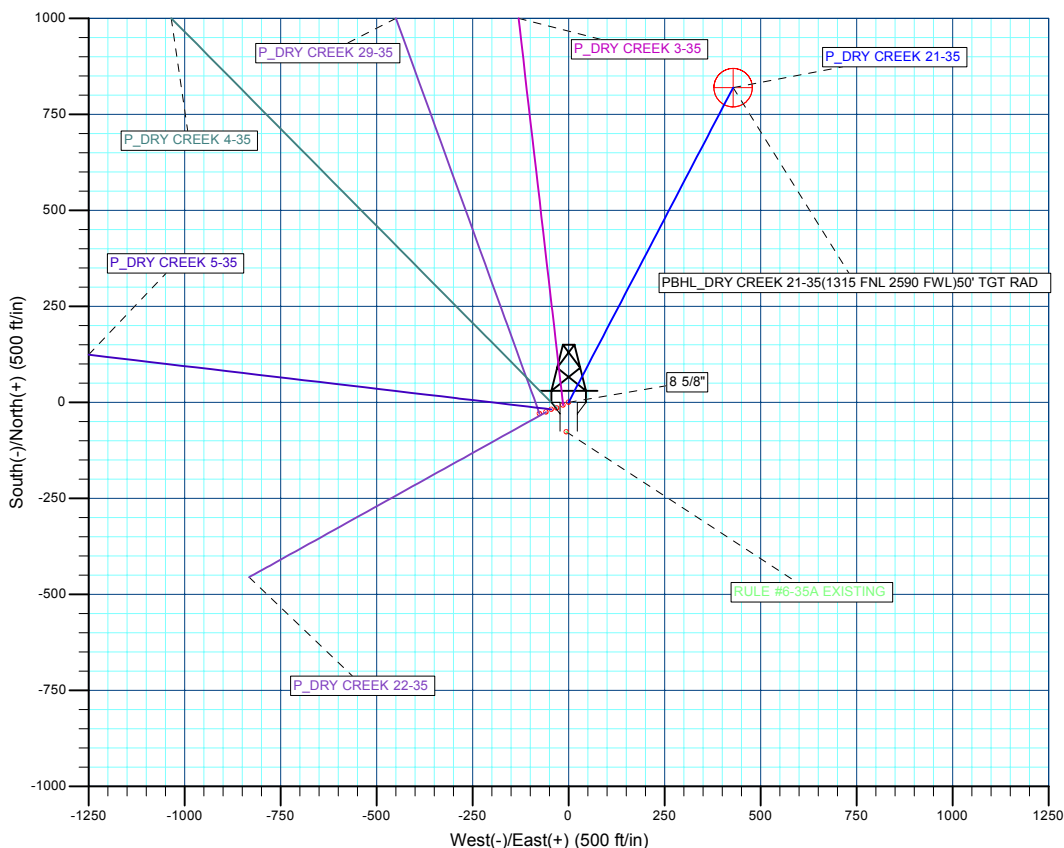 1000
P_DRY CREEK 29-35
P_DRY CREEK 3-35
P_DRY CREEK 21-35
750
P_DRY CREEK 4-35
500
P_DRY CREEK 5-35
PBHL_DRY CREEK 21-35(1315 FNL 2590 FWL)50' TGT RAD
250
8 5/8"
0
South(-)/North(+) (500 ft/in)
-250
RULE #6-35A EXISTING
-500
P_DRY CREEK 22-35
-750
-1000
-1250 -1000 -750 -500 -250 0 250 500 750 1000 1250
West(-)/East(+) (500 ft/in)